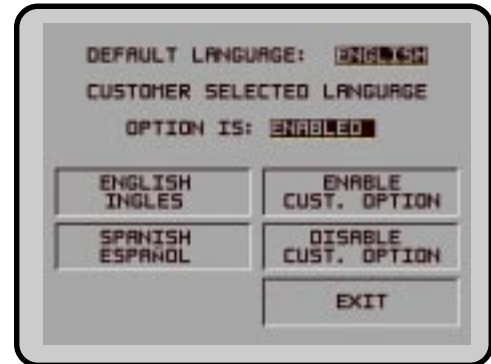 DEFAULT LANGUAGE: ENGLISH
CUSTOMER SELECTED LANGUAGE
OPTION IS: ENABLED
ENGLISH
INGLES
ENABLE
CUST. OPTION
SPANISH
ESPAÑOL
DISABLE
CUST. OPTION
EXIT